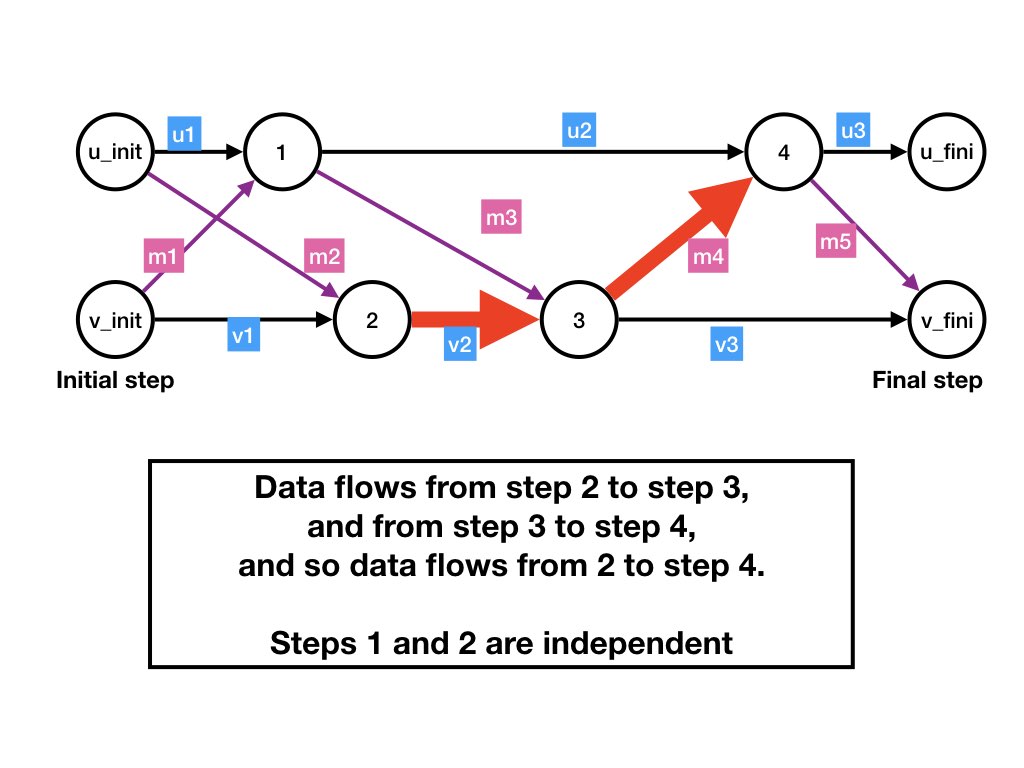 u_init
u1
1
u2
4
u3
u_fini
m1
m2
m3
m4
m5
v_init
v1
2
v2
3
v3
v_fini
Initial step
Final step
Data flows from step 2 to step 3,
and from step 3 to step 4,
and so data flows from 2 to step 4.
Steps 1 and 2 are independent